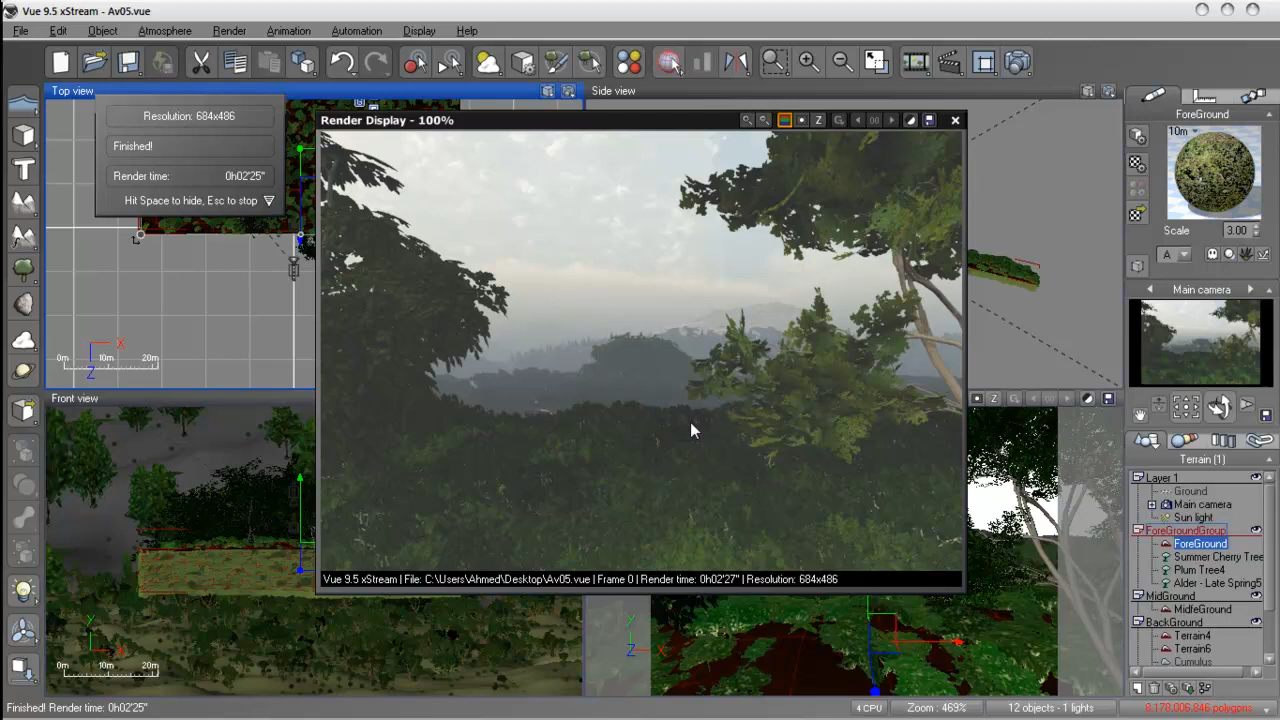 Vue 9.5 xStream - Av05.vue
File Edit Object Atmosphere Render Animation Automation Display Help
Top view
Side view
Resolution: 684x486
Finished!
Render time: 0h02'25"
Hit Space to hide, Esc to stop
Render Display - 100%
ForeGround
10m
Scale 3.00
A
Main camera
X
Z
0m 10m 20m
Front view
Y
X
0m 10m 20m
Y
Z X
Vue 9.5 xStream | File: C:\Users\Ahmed\Desktop\Av05.vue | Frame 0 | Render time: 0h02'27" | Resolution: 684x486
Terrain (1)
Layer 1
Ground
Main camera
Sun light
ForeGroundGroup
ForeGround
Summer Cherry Tree
Plum Tree4
Alder - Late Spring5
MidGround
MidfeGround
BackGround
Terrain4
Terrain6
Cumulus
Finished! Render time: 0h02'25"
4 CPU
Zoom : 469%
12 objects - 1 lights
8.178.006.846 polygons